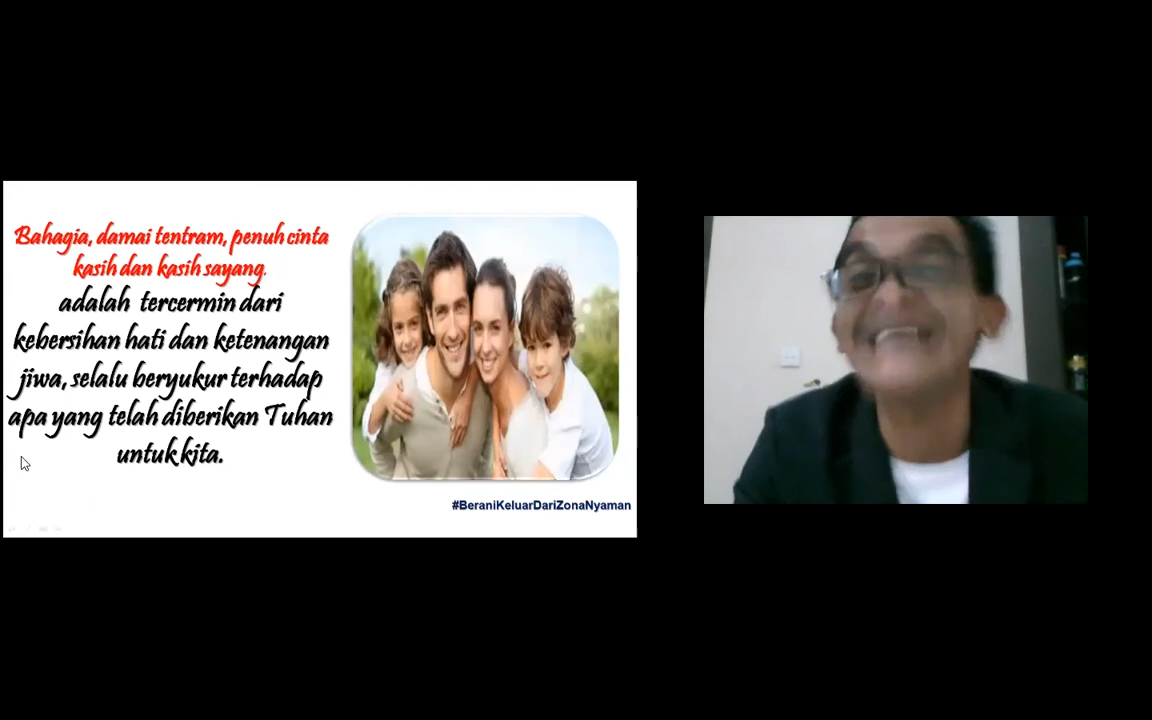 Bahagia, damai tentram, penuh cinta
kasih dan kasih sayang.
adalah tercermin dari
kebersihan hati dan ketenangan
jiwa, selalu beryukur terhadap
apa yang telah diberikan Tuhan
untuk kita.
#BeraniKeluarDariZonaNyaman